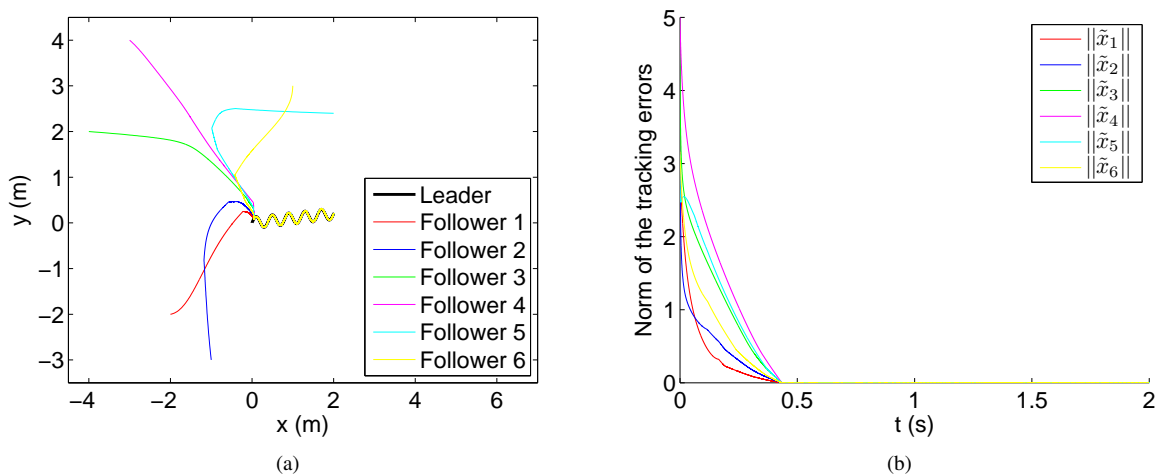 4
3
2
1
0
−1
−2
−3
y (m)
−4 −2 0 2 4 6
x (m)
Leader
Follower 1
Follower 2
Follower 3
Follower 4
Follower 5
Follower 6
(a)
5
4
3
2
1
0
Norm of the tracking errors
0 0.5 1 1.5 2
t (s)
||x̃₁||
||x̃₂||
||x̃₃||
||x̃₄||
||x̃₅||
||x̃₆||
(b)